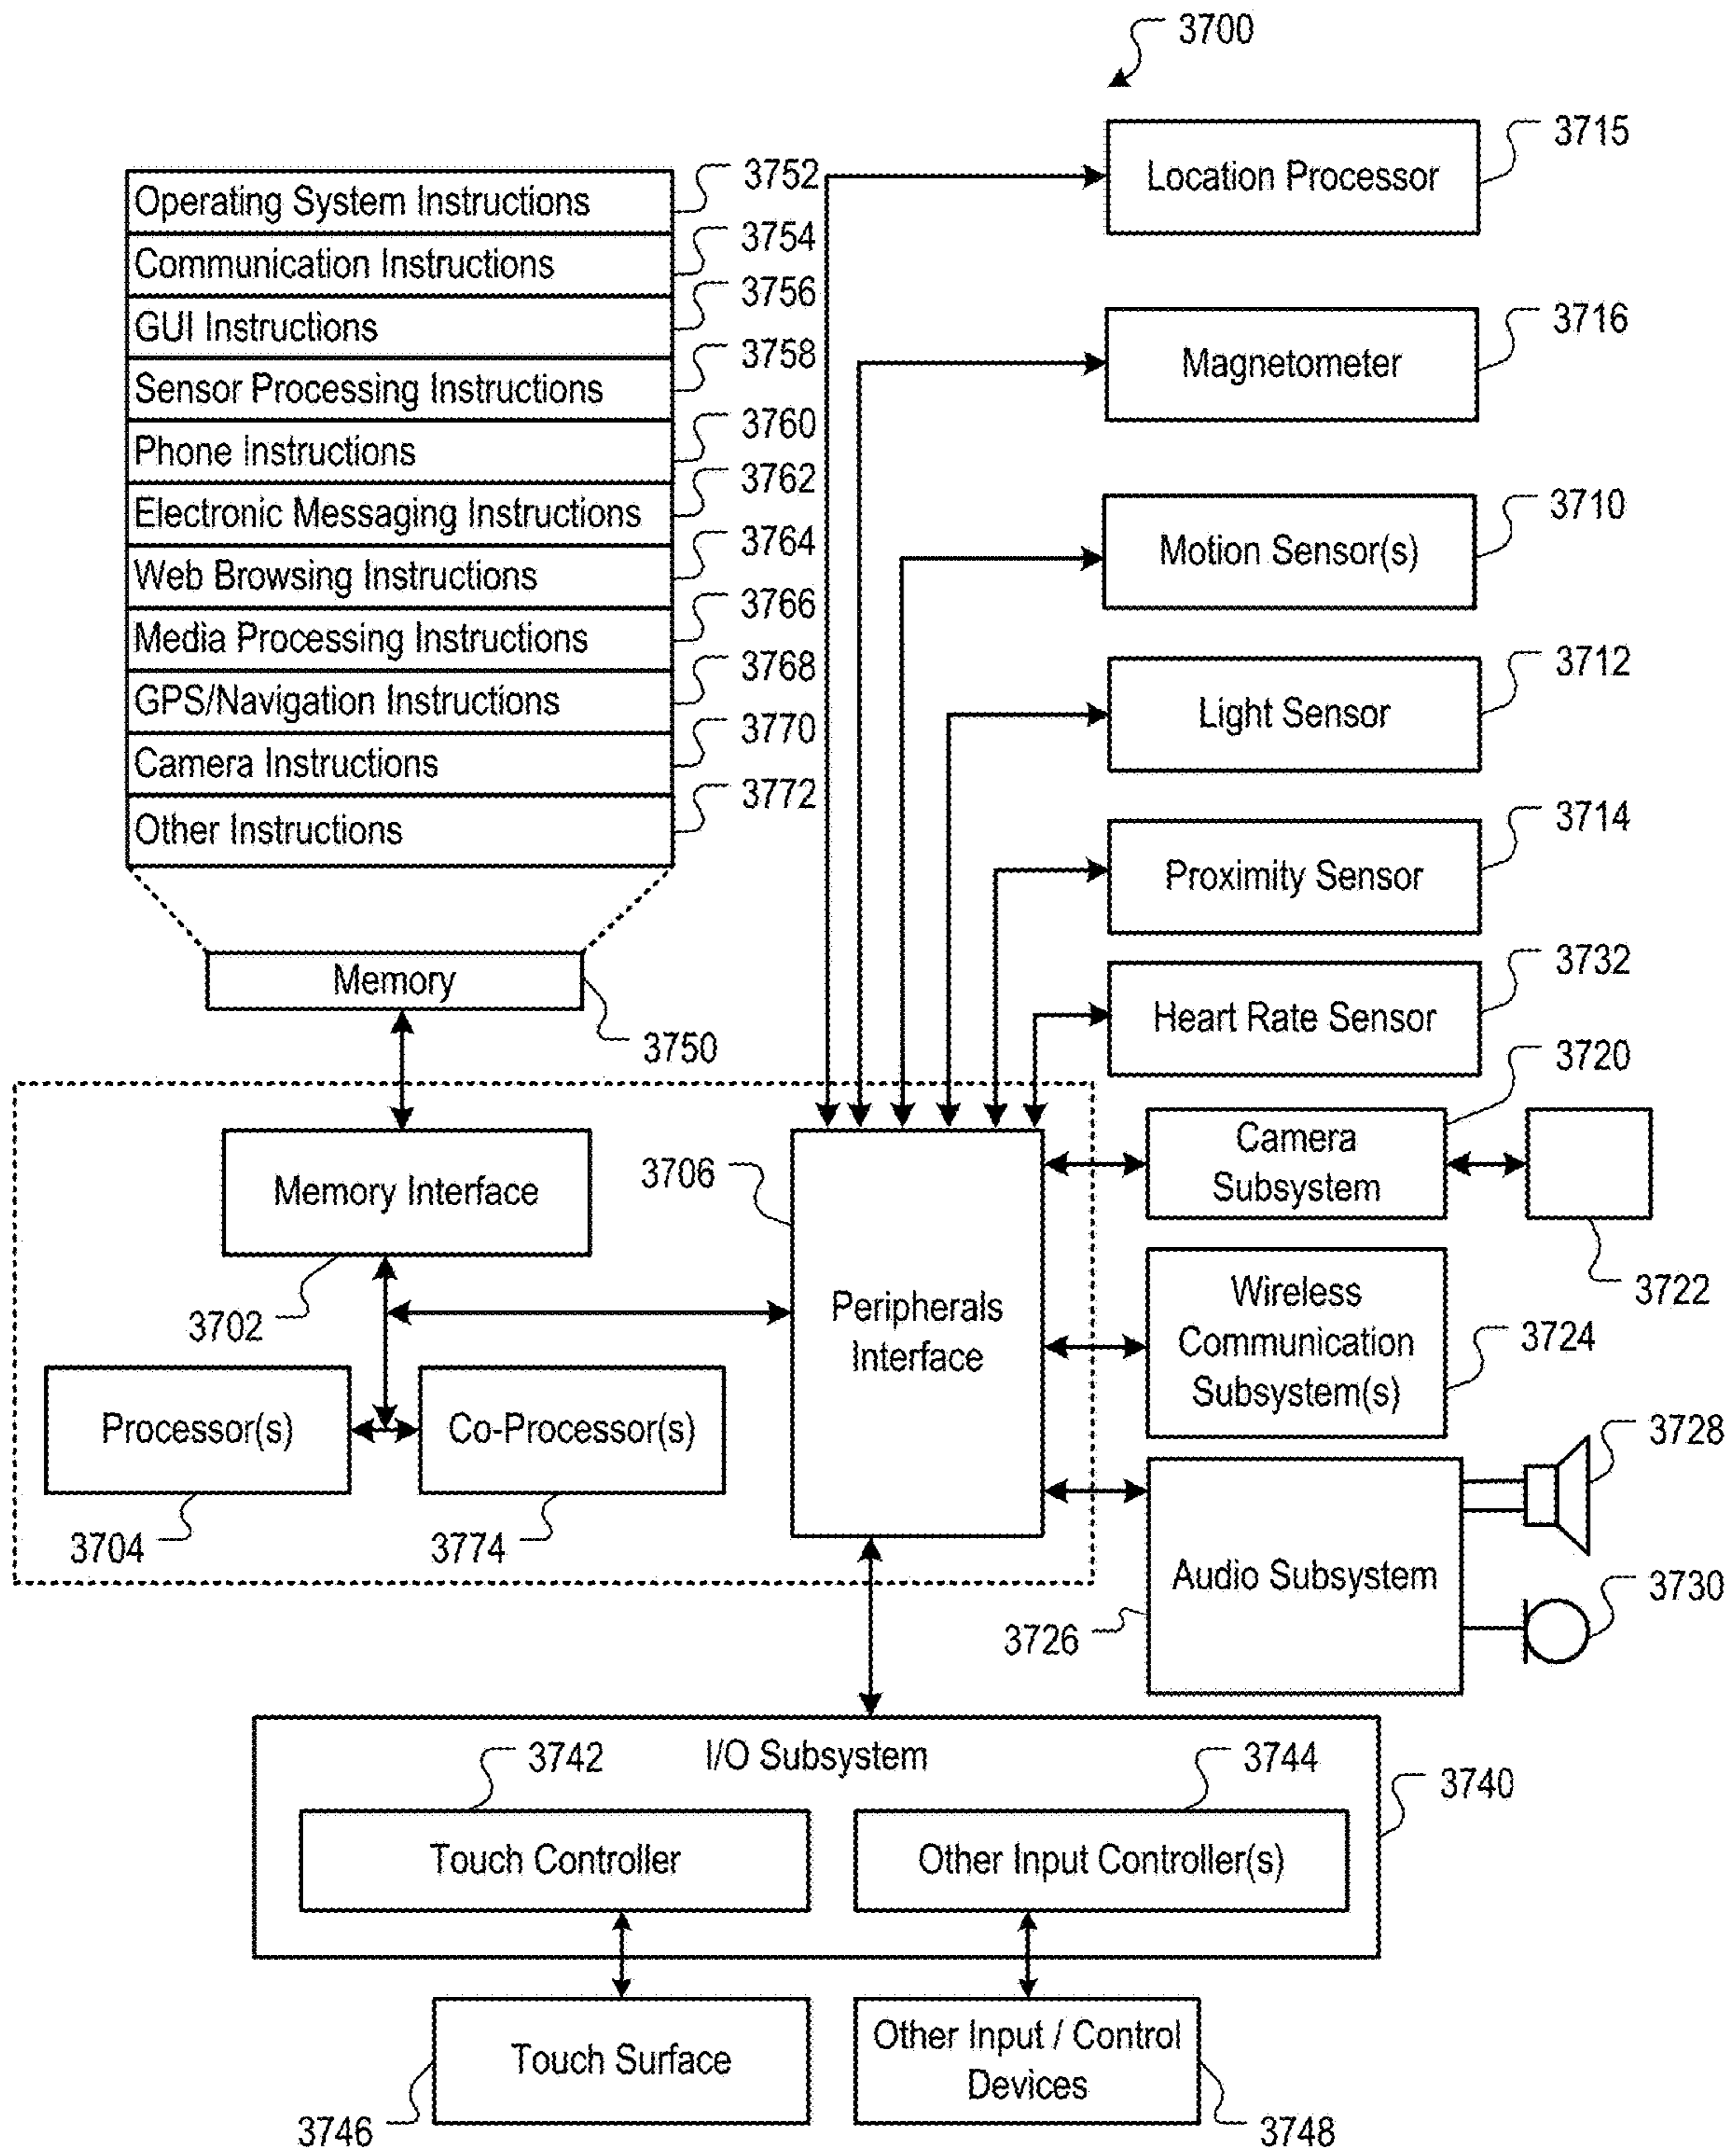 3700
Location Processor
3715
Operating System Instructions
3752
Communication Instructions
3754
GUI Instructions
3756
Sensor Processing Instructions
3758
Phone Instructions
3760
Electronic Messaging Instructions
3762
Web Browsing Instructions
3764
Media Processing Instructions
3766
GPS/Navigation Instructions
3768
Camera Instructions
3770
Other Instructions
3772
Magnetometer
3716
Motion Sensor(s)
3710
Light Sensor
3712
Proximity Sensor
3714
Heart Rate Sensor
3732
Memory
3750
Memory Interface
3702
Processor(s)
3704
Co-Processor(s)
3774
3706
Peripherals
Interface
Camera
Subsystem
3720
3722
Wireless
Communication
Subsystem(s)
3724
Audio Subsystem
3726
3728
3730
I/O Subsystem
3740
3742
Touch Controller
3744
Other Input Controller(s)
Touch Surface
3746
Other Input / Control
Devices
3748